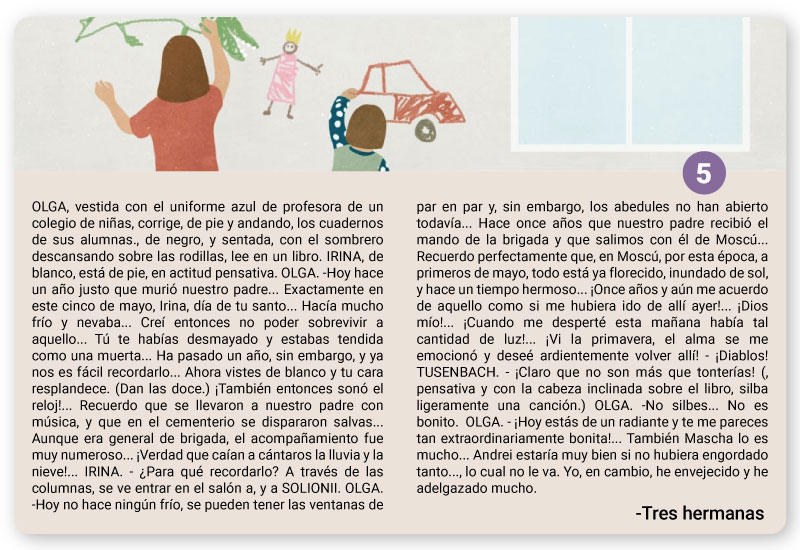 5
OLGA, vestida con el uniforme azul de profesora de un
colegio de niñas, corrige, de pie y andando, los cuadernos
de sus alumnas., de negro, y sentada, con el sombrero
descansando sobre las rodillas, lee en un libro. IRINA, de
blanco, está de pie, en actitud pensativa. OLGA. -Hoy hace
un año justo que murió nuestro padre... Exactamente en
este cinco de mayo, Irina, día de tu santo... Hacía mucho
frío y nevaba... Creí entonces no poder sobrevivir a
aquello... Tú te habías desmayado y estabas tendida
como una muerta... Ha pasado un año, sin embargo, y ya
nos es fácil recordarlo... Ahora vistes de blanco y tu cara
resplandece. (Dan las doce.) ¡También entonces sonó el
reloj!... Recuerdo que se llevaron a nuestro padre con
música, y que en el cementerio se dispararon salvas...
Aunque era general de brigada, el acompañamiento fue
muy numeroso... ¡Verdad que caían a cántaros la lluvia y la
nieve!... IRINA. - ¿Para qué recordarlo? A través de las
columnas, se ve entrar en el salón a, y a SOLIONII. OLGA.
-Hoy no hace ningún frío, se pueden tener las ventanas de
par en par y, sin embargo, los abedules no han abierto
todavía... Hace once años que nuestro padre recibió el
mando de la brigada y que salimos con él de Moscú...
Recuerdo perfectamente que, en Moscú, por esta época, a
primeros de mayo, todo está ya florecido, inundado de sol,
y hace un tiempo hermoso... ¡Once años y aún me acuerdo
de aquello como si me hubiera ido de allí ayer!... ¡Dios
mío!... ¡Cuando me desperté esta mañana había tal
cantidad de luz!... ¡Vi la primavera, el alma se me
emocionó y deseé ardientemente volver allí! - ¡Diablos!
TUSENBACH. - ¡Claro que no son más que tonterías! (,
pensativa y con la cabeza inclinada sobre el libro, silba
ligeramente una canción.) OLGA. -No silbes... No es
bonito. OLGA. - ¡Hoy estás de un radiante y te me pareces
tan extraordinariamente bonita!... También Mascha lo es
mucho... Andrei estaría muy bien si no hubiera engordado
tanto..., lo cual no le va. Yo, en cambio, he envejecido y he
adelgazado mucho.
-Tres hermanas